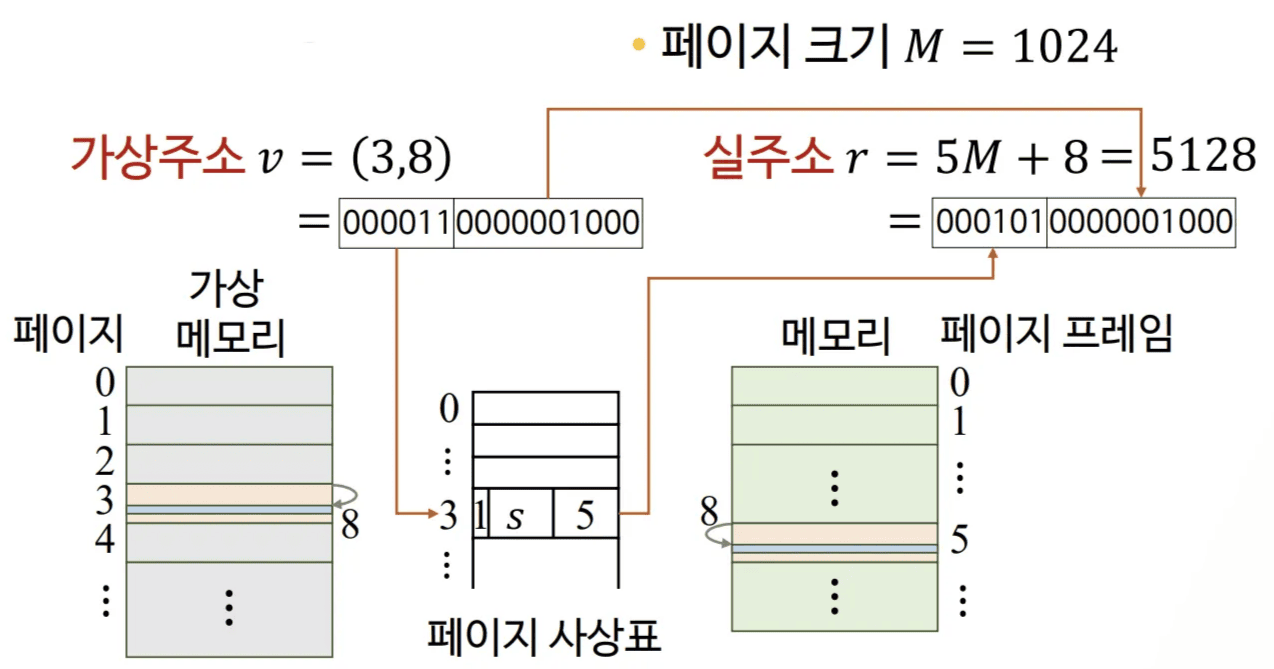 • 페이지 크기 M = 1024
가상주소 v = (3,8)
= 000011 0000001000
실주소 r = 5M + 8 = 5128
= 000101 0000001000
페이지
가상
메모리
0
1
2
3
4
⋮
⋮
8
0
⋮
3 1 s 5
⋮
페이지 사상표
메모리
페이지 프레임
0
1
⋮
⋮
8
5
⋮
⋮